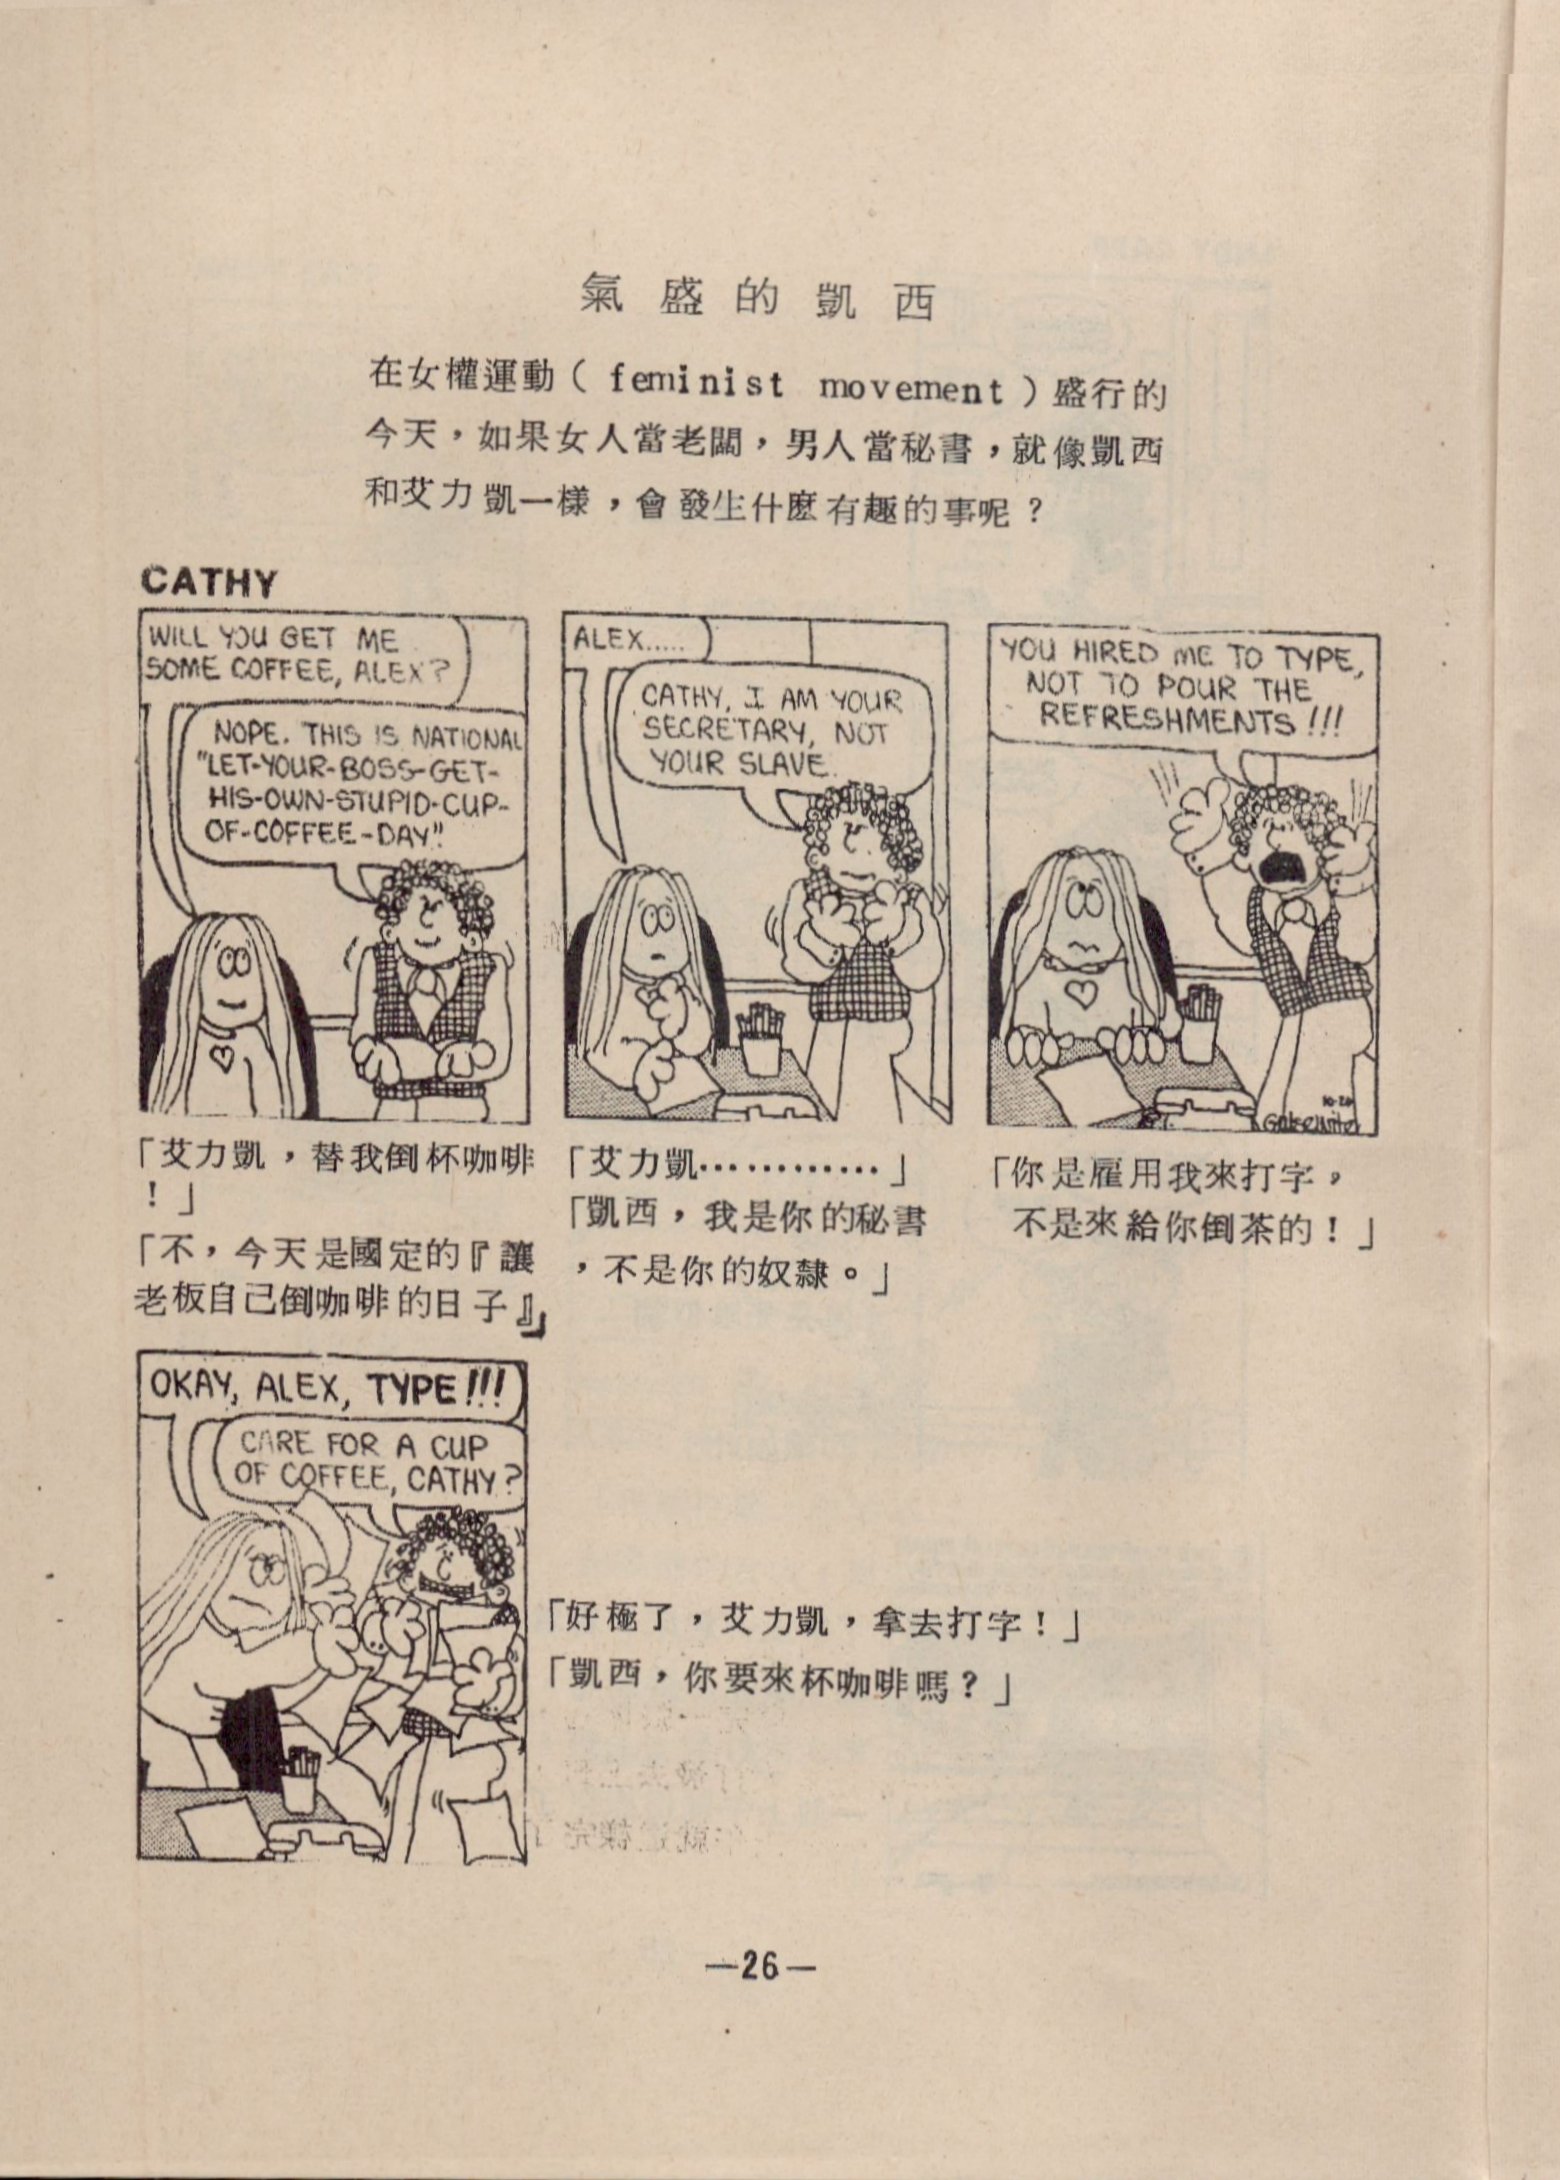 氣盛的凱西
在女權運動（feminist movement）盛行的
今天，如果女人當老闆，男人當秘書，就像凱西
和艾力凱一樣，會發生什麼有趣的事呢？
CATHY
WILL YOU GET ME
SOME COFFEE, ALEX?
NOPE. THIS IS NATIONAL
"LET-YOUR-BOSS-GET-
HIS-OWN-STUPID-CUP-
OF-COFFEE-DAY".
ALEX.....
CATHY, I AM YOUR
SECRETARY, NOT
YOUR SLAVE.
YOU HIRED ME TO TYPE,
NOT TO POUR THE
REFRESHMENTS!!!
10-20
「艾力凱，替我倒杯咖啡
！」
「不，今天是國定的『讓
老板自己倒咖啡的日子』」
「艾力凱…………」
「凱西，我是你的秘書
，不是你的奴隸。」
「你是雇用我來打字，
不是來給你倒茶的！」
OKAY, ALEX, TYPE!!!
CARE FOR A CUP
OF COFFEE, CATHY?
「好極了，艾力凱，拿去打字！」
「凱西，你要來杯咖啡嗎？」
—26—